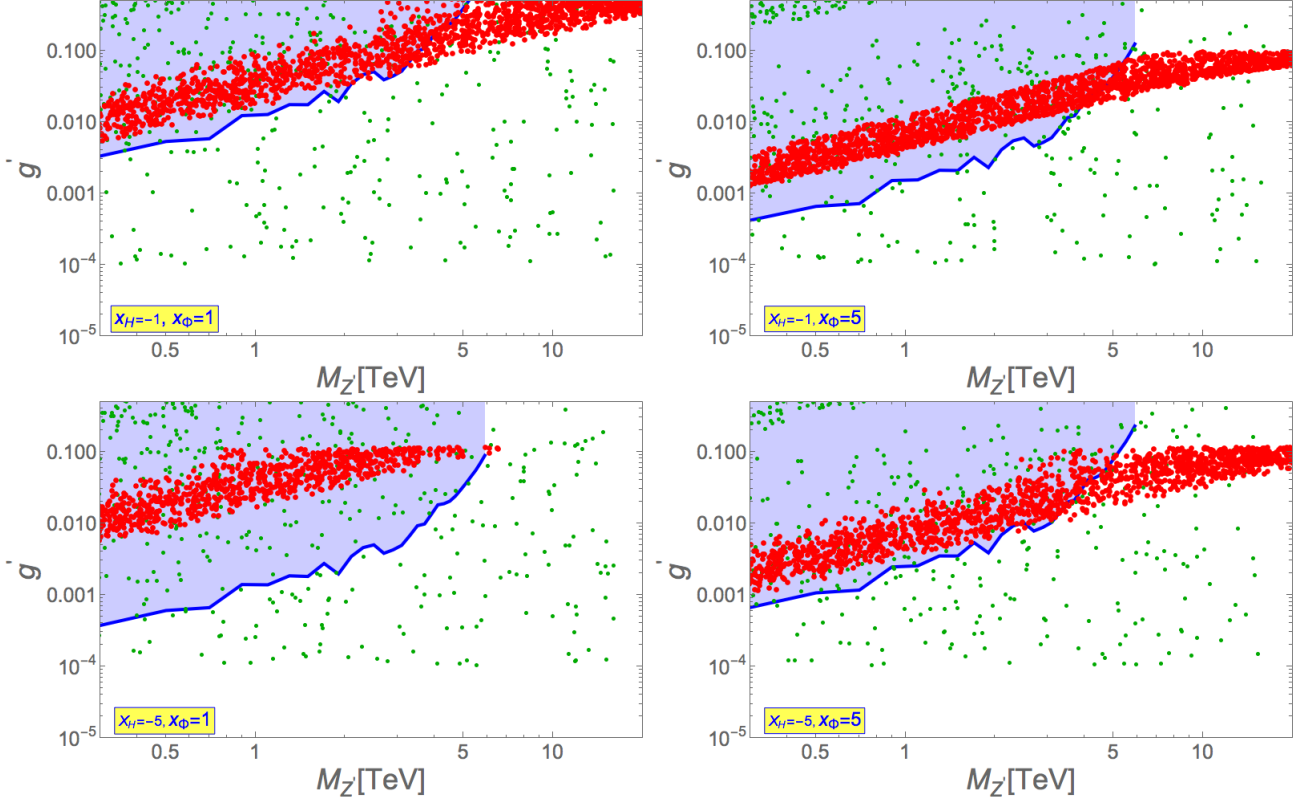 0.100
0.010
0.001
10⁻⁴
10⁻⁵
g'
x_H=−1, x_Φ=1
0.5 1 5 10
M_Z'[TeV]
0.100
0.010
0.001
10⁻⁴
10⁻⁵
g'
x_H=−1, x_Φ=5
0.5 1 5 10
M_Z'[TeV]
0.100
0.010
0.001
10⁻⁴
10⁻⁵
g'
x_H=−5, x_Φ=1
0.5 1 5 10
M_Z'[TeV]
0.100
0.010
0.001
10⁻⁴
10⁻⁵
g'
x_H=−5, x_Φ=5
0.5 1 5 10
M_Z'[TeV]